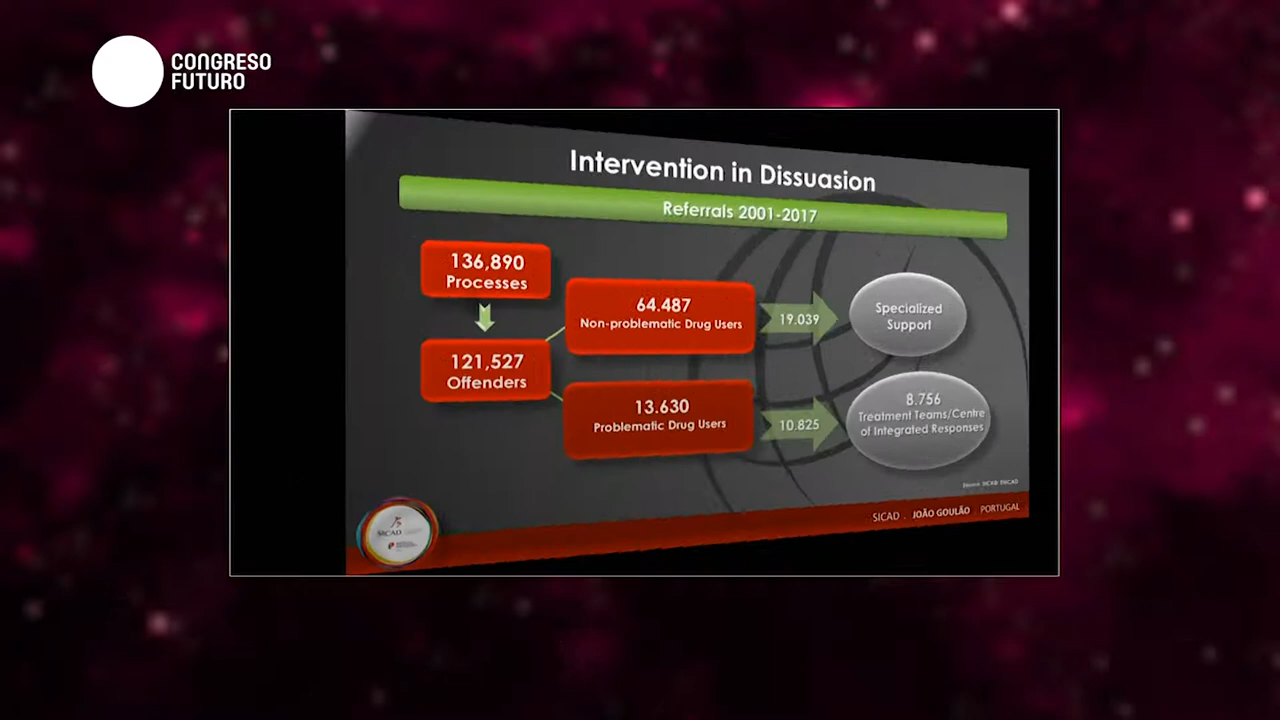 CONGRESO
FUTURO
Intervention in Dissuasion
Referrals 2001-2017
136,890
Processes
121,527
Offenders
64.487
Non-problematic Drug Users
19.039
Specialized
Support
13.630
Problematic Drug Users
10.825
8.756
Treatment Teams/Centre
of Integrated Responses
SICAD
SICAD . JOÃO GOULÃO . PORTUGAL